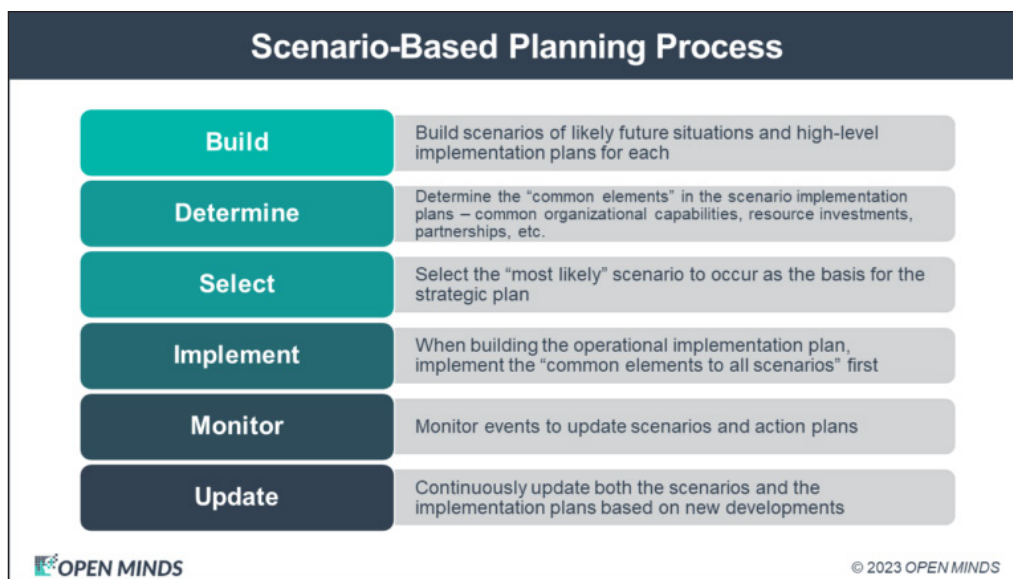 Scenario-Based Planning Process
Build
Build scenarios of likely future situations and high-level
implementation plans for each
Determine
Determine the “common elements” in the scenario implementation
plans – common organizational capabilities, resource investments,
partnerships, etc.
Select
Select the “most likely” scenario to occur as the basis for the
strategic plan
Implement
When building the operational implementation plan,
implement the “common elements to all scenarios” first
Monitor
Monitor events to update scenarios and action plans
Update
Continuously update both the scenarios and the
implementation plans based on new developments
OPEN MINDS
© 2023 OPEN MINDS